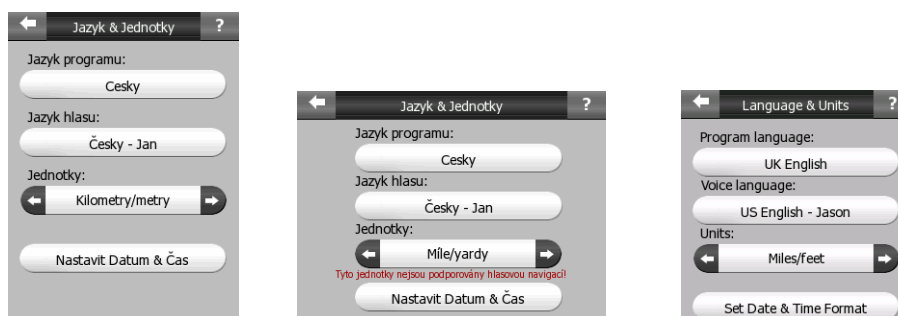 Jazyk & Jednotky ?
Jazyk programu:
Cesky
Jazyk hlasu:
Česky - Jan
Jednotky:
Kilometry/metry
Nastavit Datum & Čas
Jazyk & Jednotky ?
Jazyk programu:
Cesky
Jazyk hlasu:
Česky - Jan
Jednotky:
Míle/yardy
Tyto jednotky nejsou podporovány hlasovou navigací!
Nastavit Datum & Čas
Language & Units ?
Program language:
UK English
Voice language:
US English - Jason
Units:
Miles/feet
Set Date & Time Format